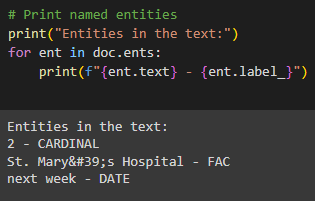 # Print named entities
print("Entities in the text:")
for ent in doc.ents:
    print(f"{ent.text} - {ent.label_}")
Entities in the text:
2 - CARDINAL
St. Mary&#39;s Hospital - FAC
next week - DATE